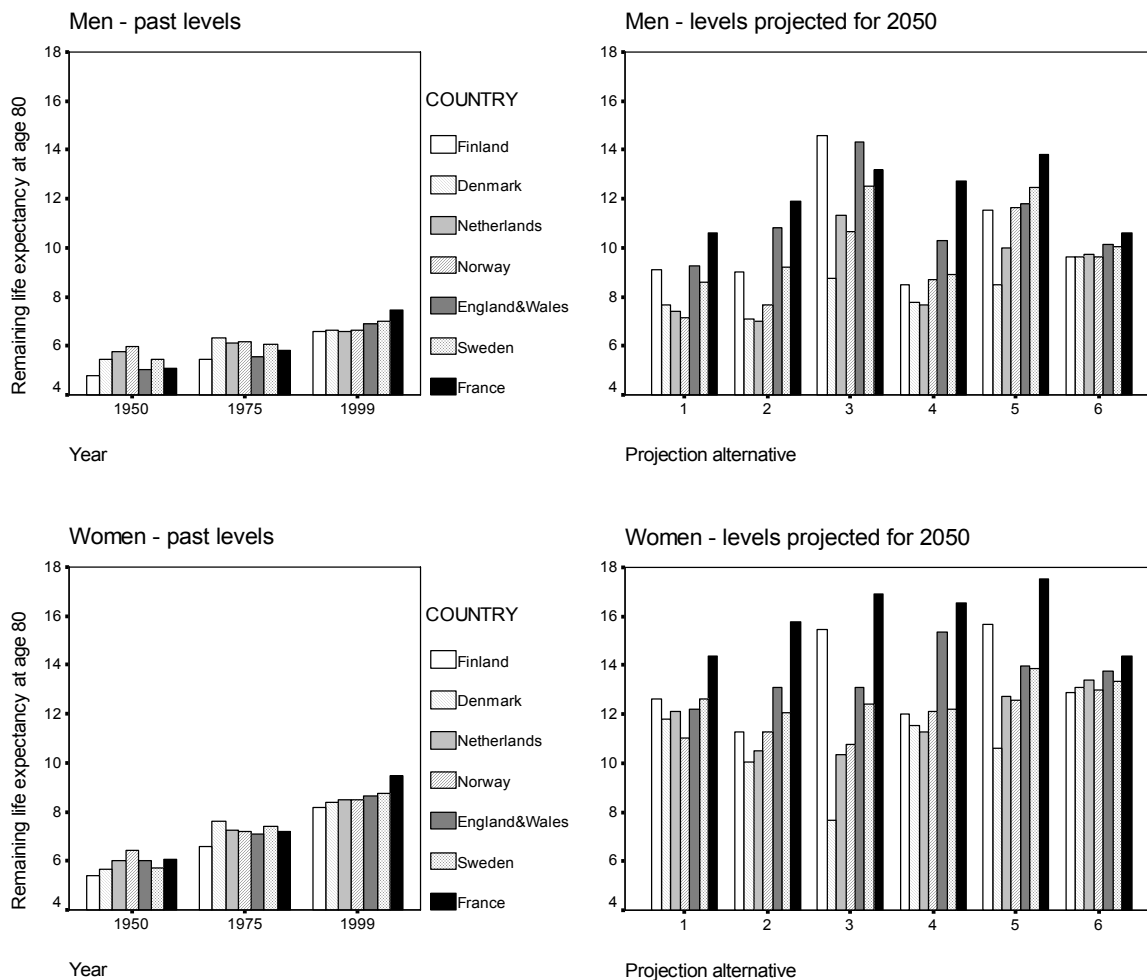 Men - past levels
Remaining life expectancy at age 80
18
16
14
12
10
8
6
4
1950
1975
1999
Year
COUNTRY
Finland
Denmark
Netherlands
Norway
England&Wales
Sweden
France
Men - levels projected for 2050
18
16
14
12
10
8
6
4
1
2
3
4
5
6
Projection alternative
Women - past levels
Remaining life expectancy at age 80
18
16
14
12
10
8
6
4
1950
1975
1999
Year
COUNTRY
Finland
Denmark
Netherlands
Norway
England&Wales
Sweden
France
Women - levels projected for 2050
18
16
14
12
10
8
6
4
1
2
3
4
5
6
Projection alternative